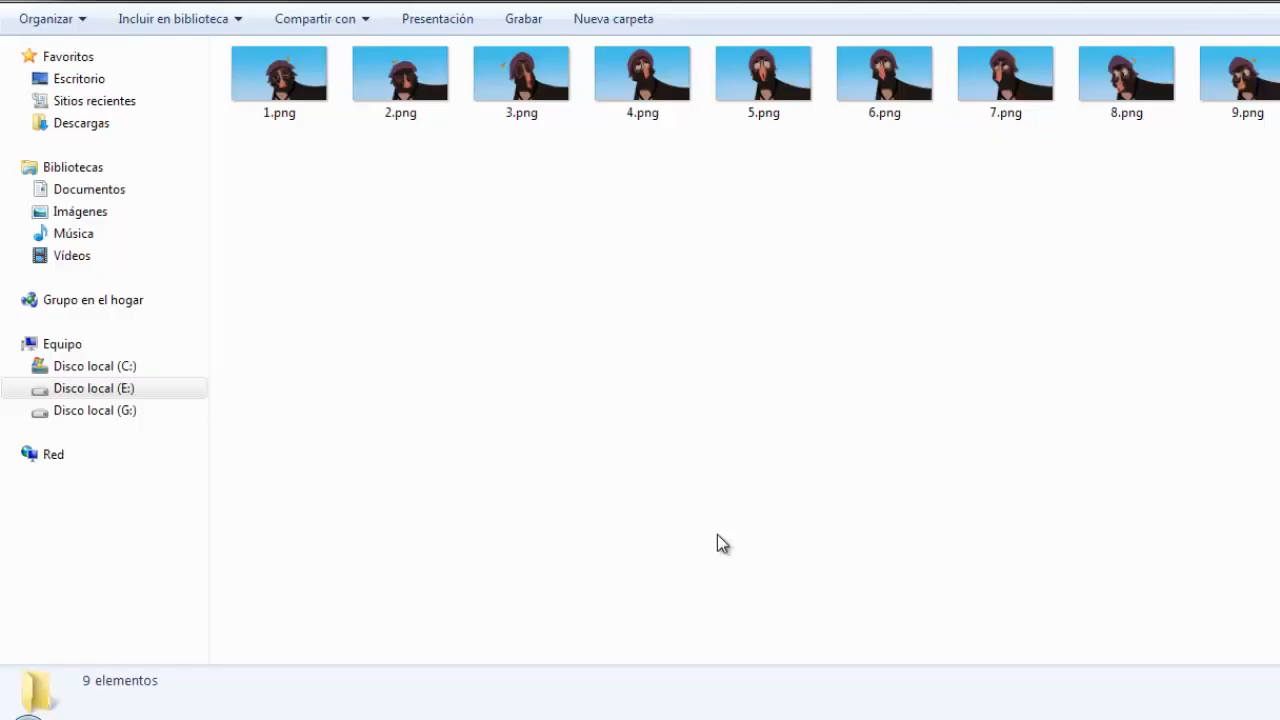 Organizar Incluir en biblioteca Compartir con Presentación Grabar Nueva carpeta
Favoritos
Escritorio
Sitios recientes
Descargas
Bibliotecas
Documentos
Imágenes
Música
Vídeos
Grupo en el hogar
Equipo
Disco local (C:)
Disco local (E:)
Disco local (G:)
Red
1.png 2.png 3.png 4.png 5.png 6.png 7.png 8.png 9.png
9 elementos